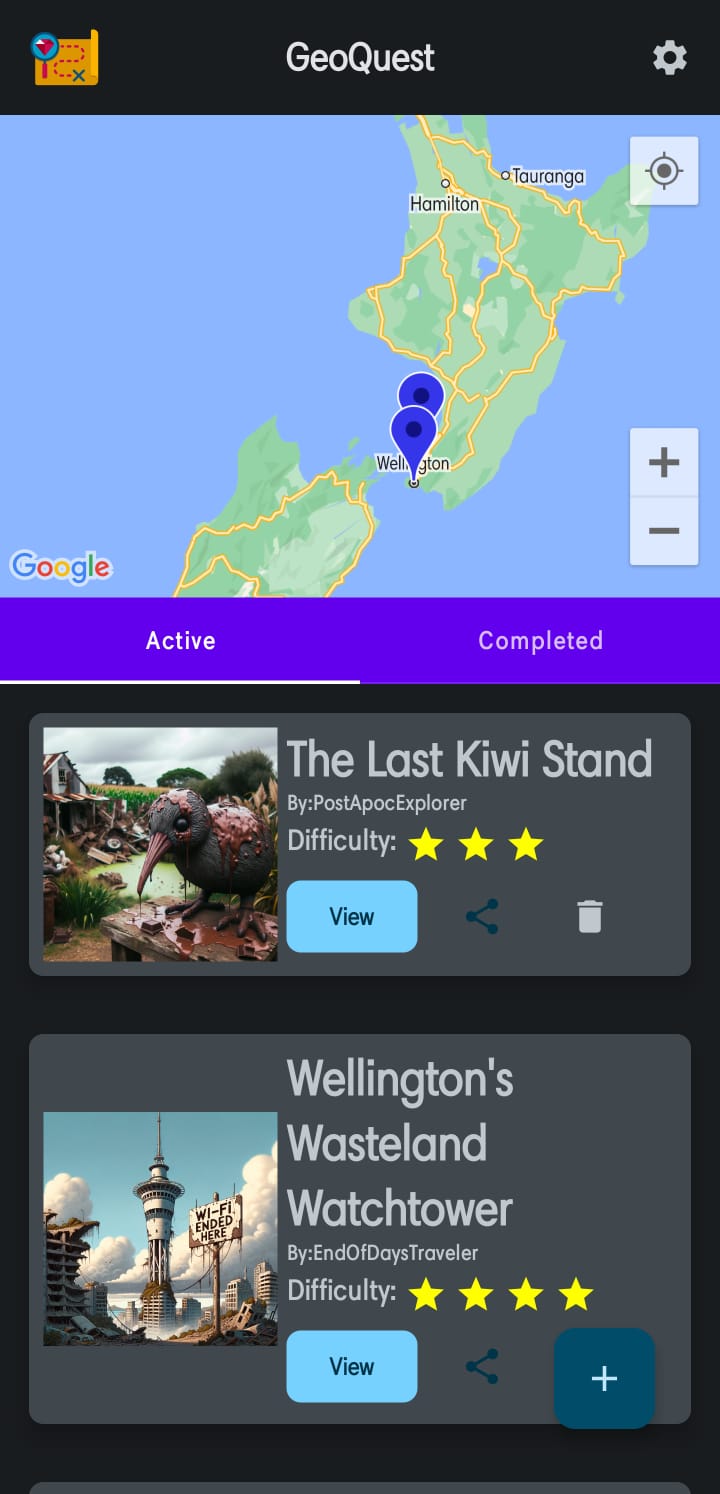 GeoQuest
Tauranga
Hamilton
Wellington
Google
Active
Completed
The Last Kiwi Stand
By:PostApocExplorer
Difficulty:
View
Wellington's
Wasteland
Watchtower
WI-FI
ENDED
HERE
By:EndOfDaysTraveler
Difficulty:
View